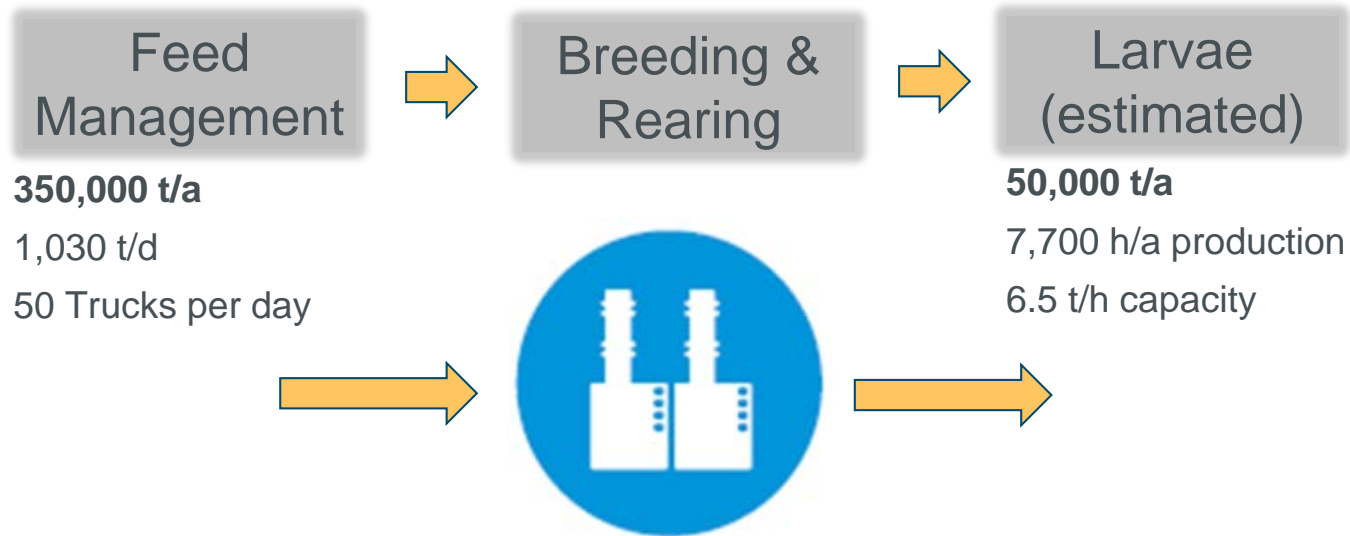 Feed
Management
Breeding &
Rearing
Larvae
(estimated)
350,000 t/a
1,030 t/d
50 Trucks per day
50,000 t/a
7,700 h/a production
6.5 t/h capacity